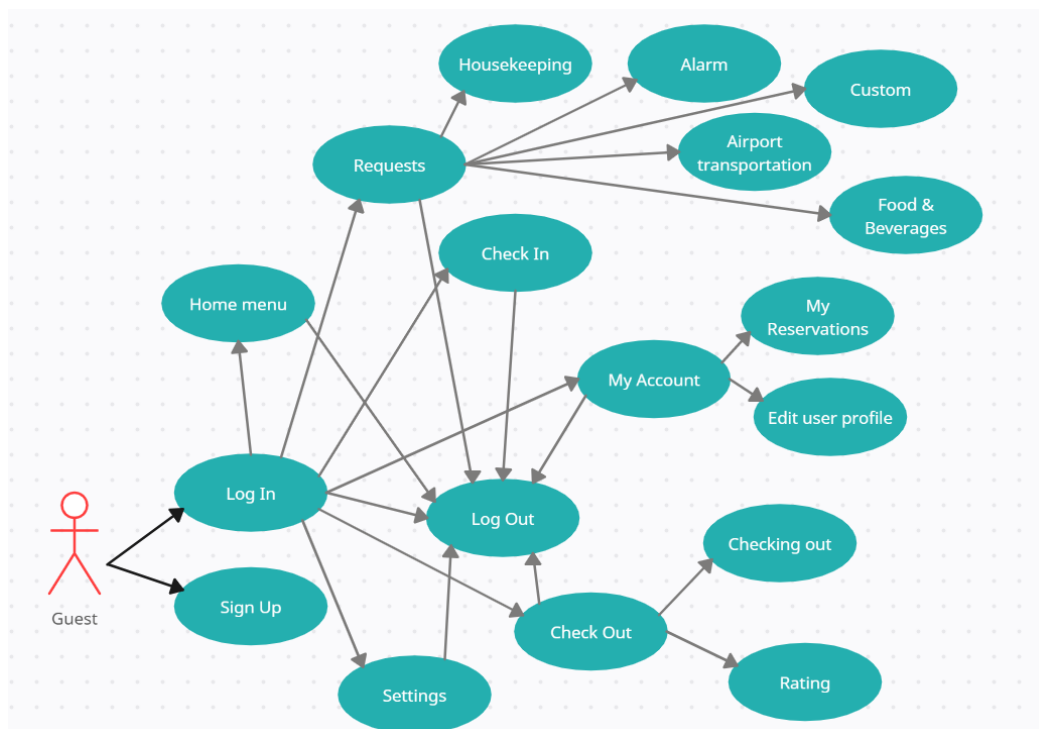 Housekeeping
Alarm
Custom
Airport
transportation
Requests
Food &
Beverages
Check In
Home menu
My
Reservations
My Account
Edit user profile
Log In
Log Out
Checking out
Sign Up
Guest
Check Out
Rating
Settings